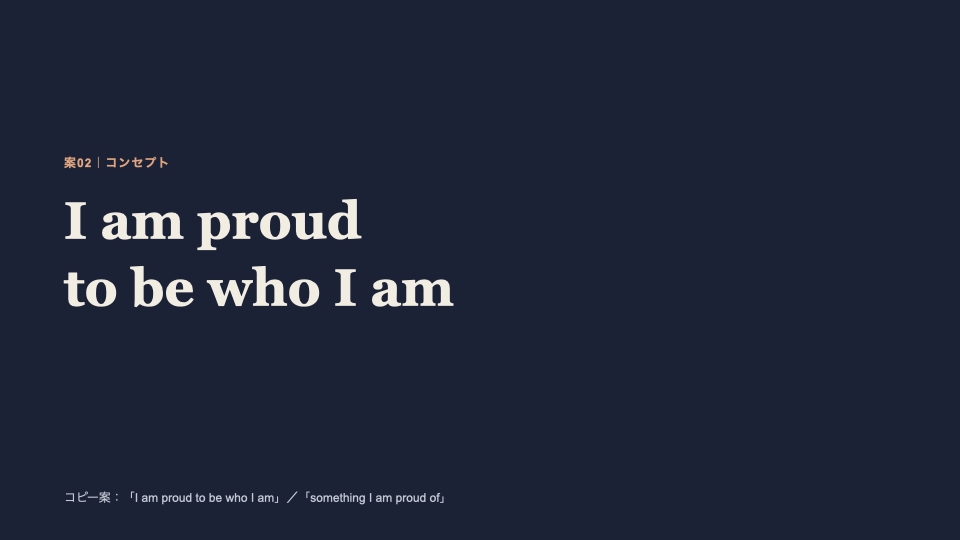 案02｜コンセプト
I am proud
to be who I am
コピー案：「I am proud to be who I am」／「something I am proud of」